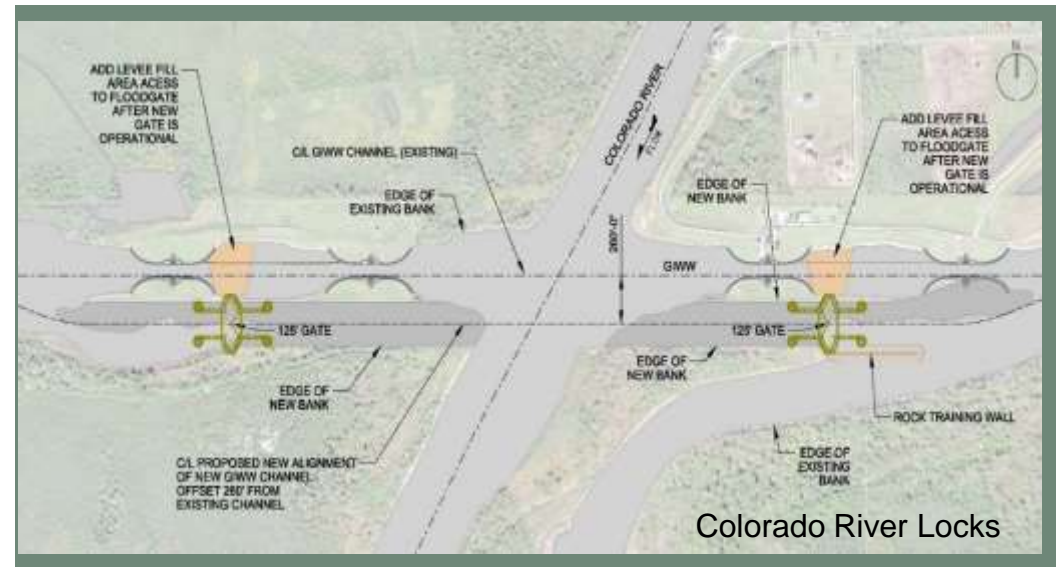 ADD LEVEE FILL
AREA ACESS
TO FLOODGATE
AFTER NEW
GATE IS
OPERATIONAL
C/L GIWW CHANNEL (EXISTING)
EDGE OF
EXISTING BANK
COLORADO RIVER
FLOW
N
ADD LEVEE FILL
AREA ACESS
TO FLOODGATE
AFTER NEW
GATE IS
OPERATIONAL
EDGE OF
NEW BANK
260'-0"
GIWW
125' GATE
125' GATE
EDGE OF
NEW BANK
EDGE OF
NEW BANK
ROCK TRAINING WALL
C/L PROPOSED NEW ALIGNMENT
OF NEW GIWW CHANNEL
OFFSET 260' FROM
EXISTING CHANNEL
EDGE OF
EXISTING
BANK
Colorado River Locks